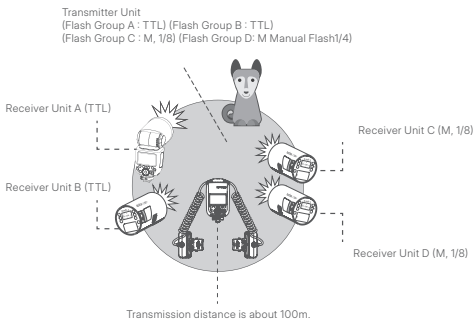 Transmitter Unit
(Flash Group A : TTL) (Flash Group B : TTL)
(Flash Group C : M, 1/8) (Flash Group D: M Manual Flash1/4)
Receiver Unit A (TTL)
Receiver Unit C (M, 1/8)
Receiver Unit B (TTL)
Receiver Unit D (M, 1/8)
Transmission distance is about 100m.